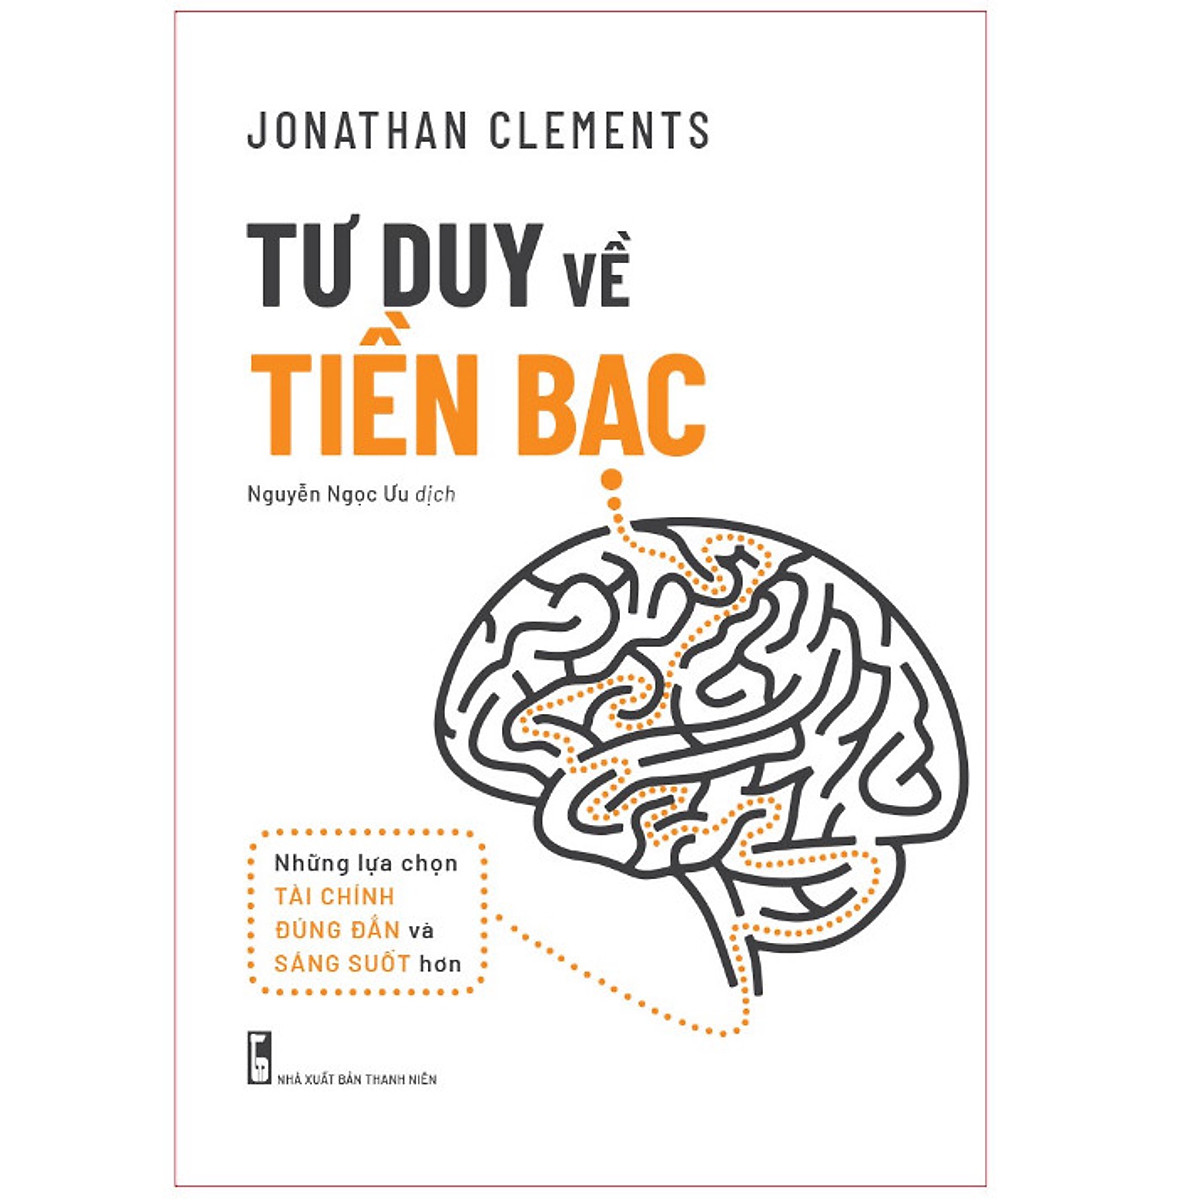 JONATHAN CLEMENTS
TƯ DUY VỀ
TIỀN BẠC
Nguyễn Ngọc Ưu dịch
Những lựa chọn
TÀI CHÍNH
ĐÚNG ĐẮN và
SÁNG SUỐT hơn
NHÀ XUẤT BẢN THANH NIÊN